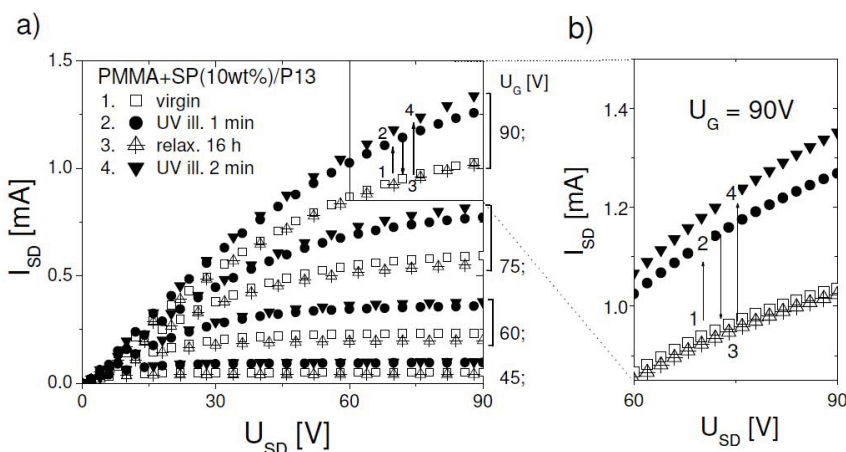 a)
b)
PMMA+SP(10wt%)/P13
1. □ virgin
2. ● UV ill. 1 min
3. relax. 16 h
4. ▼ UV ill. 2 min
U_G [V]
90;
75;
60;
45;
2
4
1
3
1.5
1.0
0.5
0.0
I_SD [mA]
0
30
60
90
U_SD [V]
U_G = 90V
1.4
1.2
1.0
I_SD [mA]
2
4
1
3
60
75
90
U_SD [V]